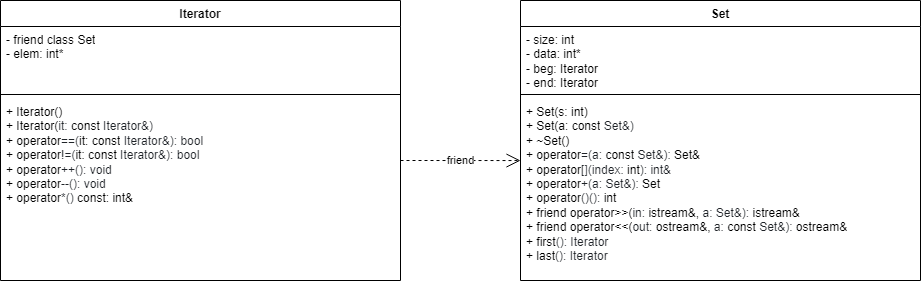 Iterator
- friend class Set
- elem: int*
+ Iterator()
+ Iterator(it: const Iterator&)
+ operator==(it: const Iterator&): bool
+ operator!=(it: const Iterator&): bool
+ operator++(): void
+ operator--(): void
+ operator*() const: int&
friend
Set
- size: int
- data: int*
- beg: Iterator
- end: Iterator
+ Set(s: int)
+ Set(a: const Set&)
+ ~Set()
+ operator=(a: const Set&): Set&
+ operator[](index: int): int&
+ operator+(a: Set&): Set
+ operator()(): int
+ friend operator>>(in: istream&, a: Set&): istream&
+ friend operator<<(out: ostream&, a: const Set&): ostream&
+ first(): Iterator
+ last(): Iterator